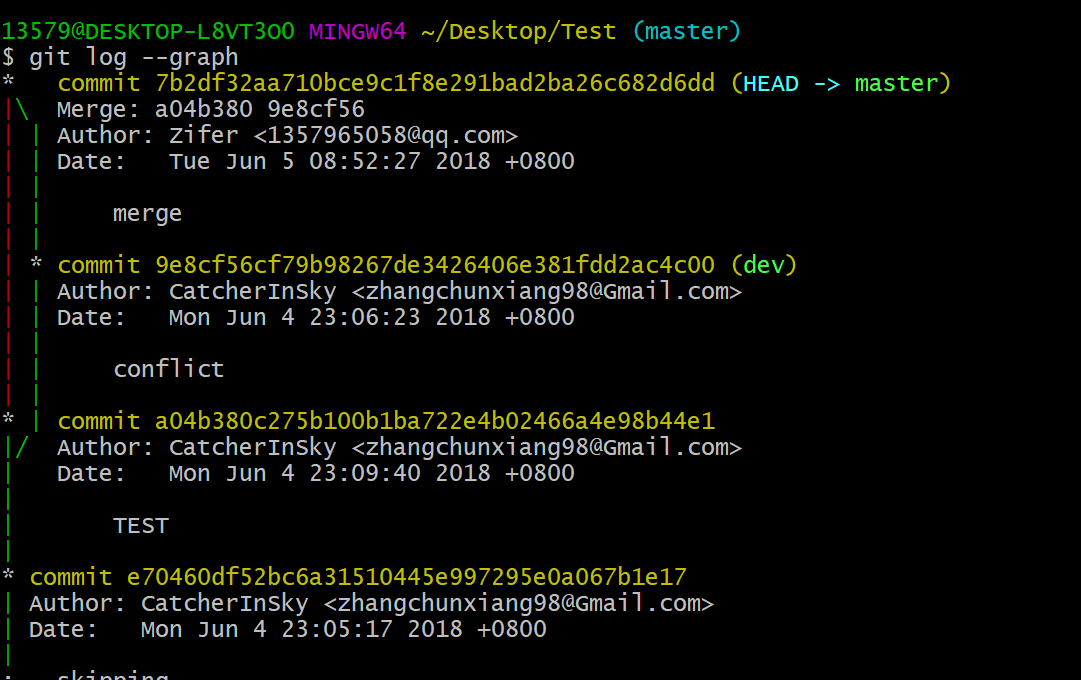 13579@DESKTOP-L8VT3O0 MINGW64 ~/Desktop/Test (master)
$ git log --graph
*   commit 7b2df32aa710bce9c1f8e291bad2ba26c682d6dd (HEAD -> master)
|\  Merge: a04b380 9e8cf56
| | Author: Zifer <1357965058@qq.com>
| | Date:   Tue Jun 5 08:52:27 2018 +0800
| |
| |     merge
| |
| * commit 9e8cf56cf79b98267de3426406e381fdd2ac4c00 (dev)
| | Author: CatcherInSky <zhangchunxiang98@Gmail.com>
| | Date:   Mon Jun 4 23:06:23 2018 +0800
| |
| |     conflict
| |
* | commit a04b380c275b100b1ba722e4b02466a4e98b44e1
|/  Author: CatcherInSky <zhangchunxiang98@Gmail.com>
|   Date:   Mon Jun 4 23:09:40 2018 +0800
|
|       TEST
|
* commit e70460df52bc6a31510445e997295e0a067b1e17
| Author: CatcherInSky <zhangchunxiang98@Gmail.com>
| Date:   Mon Jun 4 23:05:17 2018 +0800
|
:   skipping